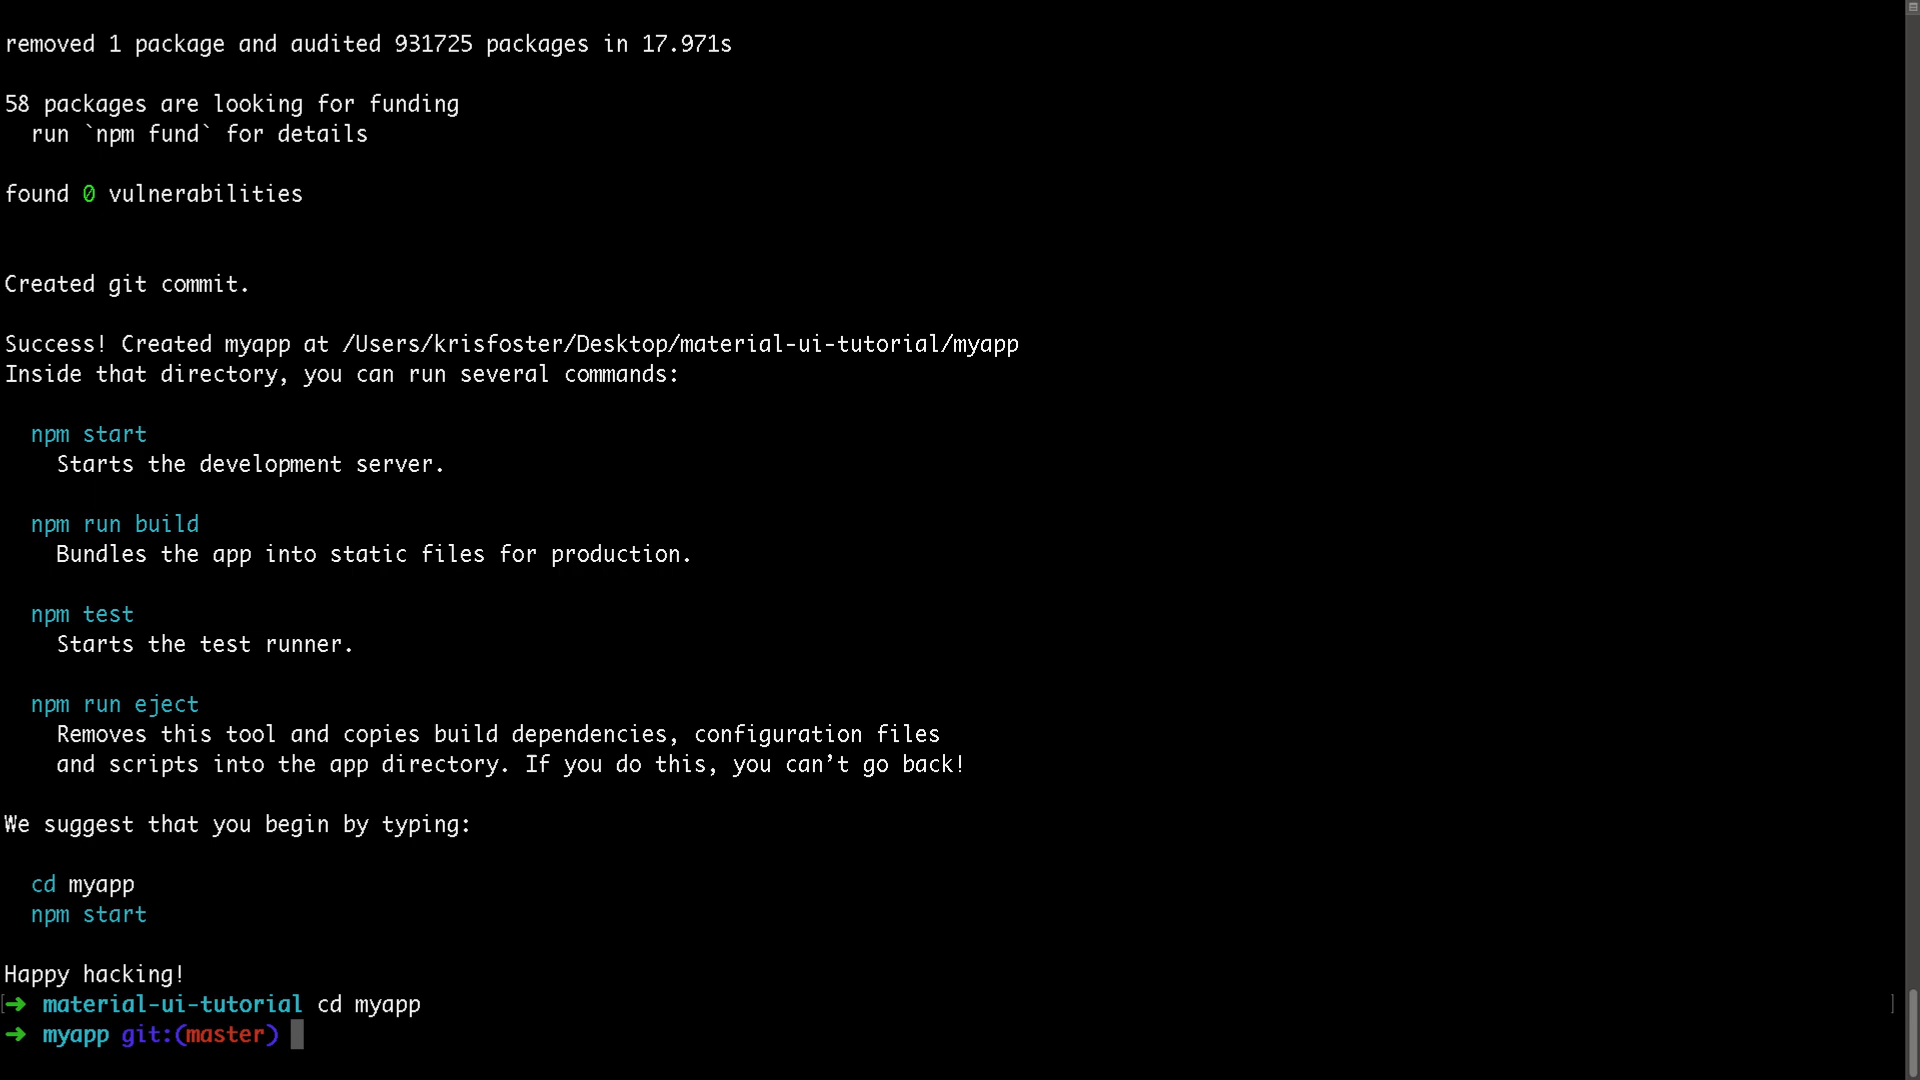 removed 1 package and audited 931725 packages in 17.971s
58 packages are looking for funding
run `npm fund` for details
found 0 vulnerabilities
Created git commit.
Success! Created myapp at /Users/krisfoster/Desktop/material-ui-tutorial/myapp
Inside that directory, you can run several commands:
npm start
Starts the development server.
npm run build
Bundles the app into static files for production.
npm test
Starts the test runner.
npm run eject
Removes this tool and copies build dependencies, configuration files
and scripts into the app directory. If you do this, you can’t go back!
We suggest that you begin by typing:
cd myapp
npm start
Happy hacking!
[➜ material-ui-tutorial cd myapp ]
➜ myapp git:(master)